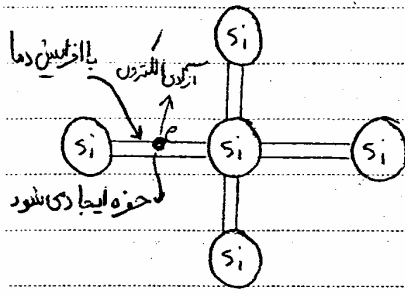 Si
آزادی الکترون
با افزایش دما
e
Si Si Si
حفره ایجاد می شود
Si